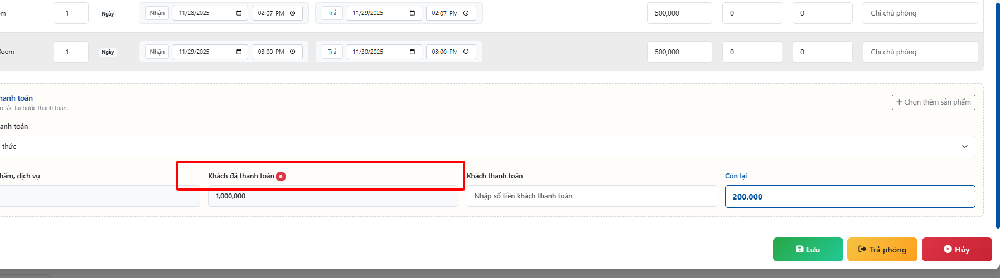 om 1 Ngày Nhận 11/28/2025 02:07 PM Trả 11/29/2025 02:07 PM 500,000 0 0 Ghi chú phòng
Room 1 Ngày Nhận 11/29/2025 03:00 PM Trả 11/30/2025 03:00 PM 500,000 0 0 Ghi chú phòng
hanh toán
o tác tại bước thanh toán.
+ Chọn thêm sản phẩm
anh toán
thức
hẩm, dịch vụ Khách đã thanh toán 0 Khách thanh toán Còn lại
1,000,000 Nhập số tiền khách thanh toán 200.000
Lưu Trả phòng Hủy